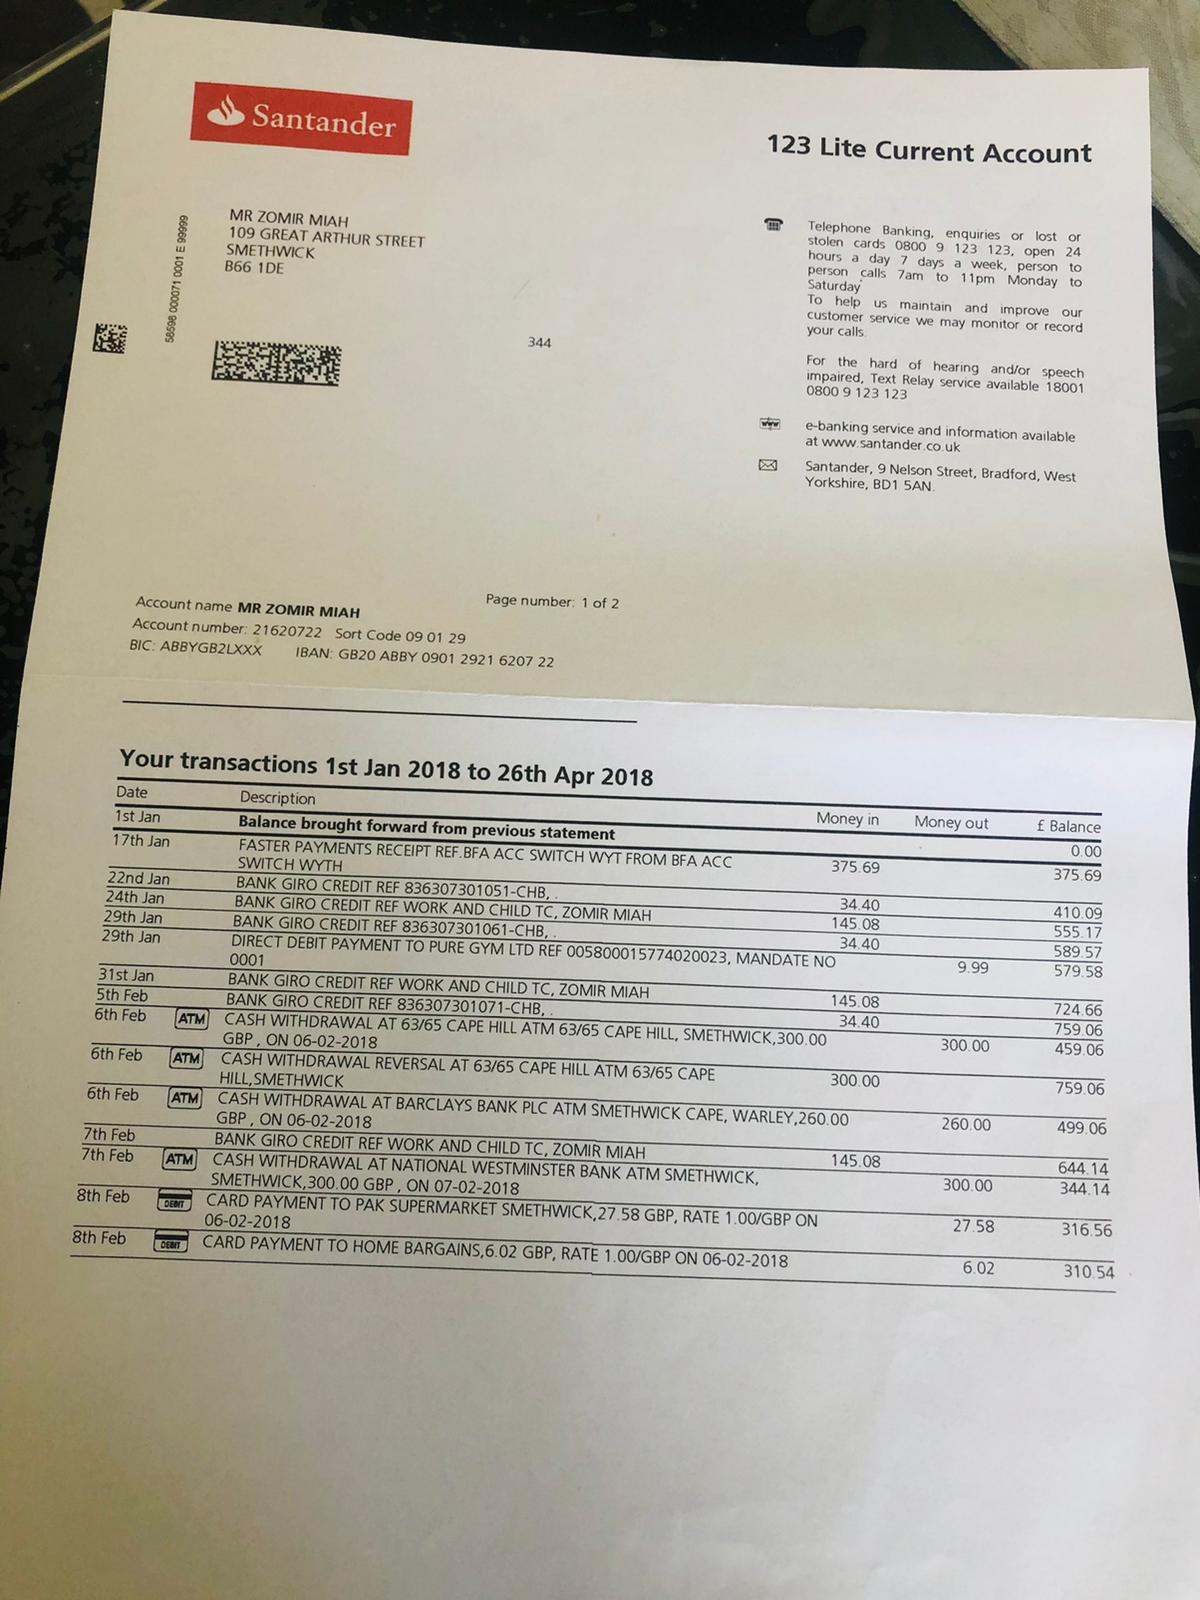 Santander
123 Lite Current Account
MR ZOMIR MIAH
109 GREAT ARTHUR STREET
SMETHWICK
B66 1DE
58598 000071 0001 E 99999
344
Telephone Banking, enquiries or lost or
stolen cards 0800 9 123 123, open 24
hours a day 7 days a week, person to
person calls 7am to 11pm Monday to
Saturday
To help us maintain and improve our
customer service we may monitor or record
your calls.
For the hard of hearing and/or speech
impaired, Text Relay service available 18001
0800 9 123 123
www
e-banking service and information available
at www.santander.co.uk
Santander, 9 Nelson Street, Bradford, West
Yorkshire, BD1 5AN.
Account name MR ZOMIR MIAH
Page number: 1 of 2
Account number: 21620722 Sort Code 09 01 29
BIC: ABBYGB2LXXX IBAN: GB20 ABBY 0901 2921 6207 22
Your transactions 1st Jan 2018 to 26th Apr 2018
Date Description Money in Money out £ Balance
1st Jan Balance brought forward from previous statement 0.00
17th Jan FASTER PAYMENTS RECEIPT REF.BFA ACC SWITCH WYT FROM BFA ACC
SWITCH WYTH 375.69 375.69
22nd Jan BANK GIRO CREDIT REF 836307301051-CHB, . 34.40 410.09
24th Jan BANK GIRO CREDIT REF WORK AND CHILD TC, ZOMIR MIAH 145.08 555.17
29th Jan BANK GIRO CREDIT REF 836307301061-CHB, . 34.40 589.57
29th Jan DIRECT DEBIT PAYMENT TO PURE GYM LTD REF 005800015774020023, MANDATE NO
0001 9.99 579.58
31st Jan BANK GIRO CREDIT REF WORK AND CHILD TC, ZOMIR MIAH 145.08 724.66
5th Feb BANK GIRO CREDIT REF 836307301071-CHB, . 34.40 759.06
6th Feb ATM CASH WITHDRAWAL AT 63/65 CAPE HILL ATM 63/65 CAPE HILL, SMETHWICK,300.00
GBP , ON 06-02-2018 300.00 459.06
6th Feb ATM CASH WITHDRAWAL REVERSAL AT 63/65 CAPE HILL ATM 63/65 CAPE
HILL,SMETHWICK 300.00 759.06
6th Feb ATM CASH WITHDRAWAL AT BARCLAYS BANK PLC ATM SMETHWICK CAPE, WARLEY,260.00
GBP , ON 06-02-2018 260.00 499.06
7th Feb BANK GIRO CREDIT REF WORK AND CHILD TC, ZOMIR MIAH 145.08 644.14
7th Feb ATM CASH WITHDRAWAL AT NATIONAL WESTMINSTER BANK ATM SMETHWICK,
SMETHWICK,300.00 GBP , ON 07-02-2018 300.00 344.14
8th Feb DEBIT CARD PAYMENT TO PAK SUPERMARKET SMETHWICK,27.58 GBP, RATE 1.00/GBP ON
06-02-2018 27.58 316.56
8th Feb DEBIT CARD PAYMENT TO HOME BARGAINS,6.02 GBP, RATE 1.00/GBP ON 06-02-2018 6.02 310.54